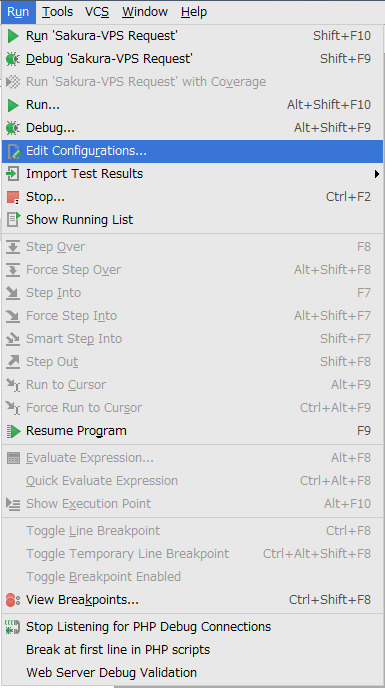 Run Tools VCS Window Help
Run 'Sakura-VPS Request' Shift+F10
Debug 'Sakura-VPS Request' Shift+F9
Run 'Sakura-VPS Request' with Coverage
Run... Alt+Shift+F10
Debug... Alt+Shift+F9
Edit Configurations...
Import Test Results
Stop... Ctrl+F2
Show Running List
Step Over F8
Force Step Over Alt+Shift+F8
Step Into F7
Force Step Into Alt+Shift+F7
Smart Step Into Shift+F7
Step Out Shift+F8
Run to Cursor Alt+F9
Force Run to Cursor Ctrl+Alt+F9
Resume Program F9
Evaluate Expression... Alt+F8
Quick Evaluate Expression Ctrl+Alt+F8
Show Execution Point Alt+F10
Toggle Line Breakpoint Ctrl+F8
Toggle Temporary Line Breakpoint Ctrl+Alt+Shift+F8
Toggle Breakpoint Enabled
View Breakpoints... Ctrl+Shift+F8
Stop Listening for PHP Debug Connections
Break at first line in PHP scripts
Web Server Debug Validation